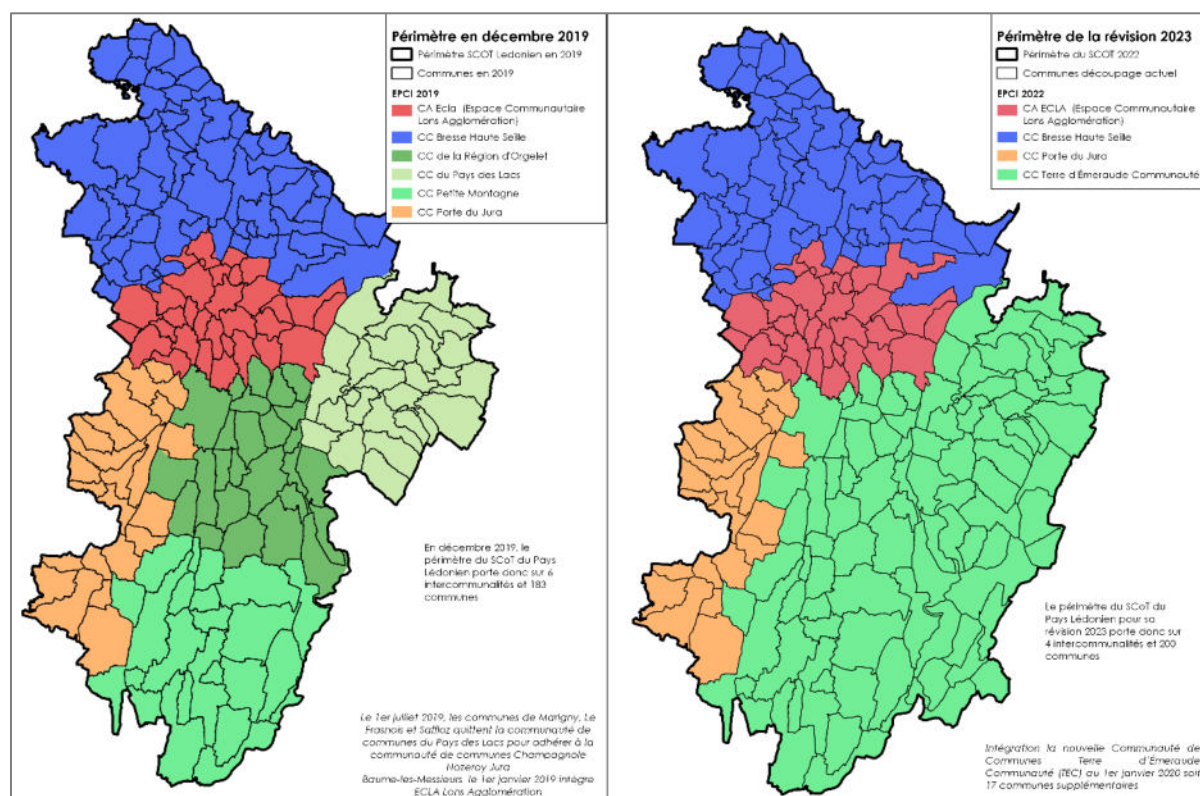 Périmètre en décembre 2019
Périmètre SCOT Ledonien en 2019
Communes en 2019
EPCI 2019
CA Ecla (Espace Communautaire
Lons Agglomération)
CC Bresse Haute Seille
CC de la Région d'Orgelet
CC du Pays des Lacs
CC Petite Montagne
CC Porte du Jura
En décembre 2019, le
périmètre du SCoT du Pays
Lédonien porte donc sur 6
intercommunalités et 183
communes
Le 1er juillet 2019, les communes de Marigny, Le
Frasnois et Saffloz quittent la communauté de
communes du Pays des Lacs pour adhérer à la
communauté de communes Champagnole
Nozeroy Jura
Baume-les-Messieurs le 1er janvier 2019 intègre
ECLA Lons Agglomération
Périmètre de la révision 2023
Périmètre du SCOT 2022
Communes découpage actuel
EPCI 2022
CA ECLA (Espace Communautaire
Lons Agglomération)
CC Bresse Haute Seille
CC Porte du Jura
CC Terre d'Émeraude Communauté
Le périmètre du SCoT du
Pays Lédonien pour sa
révision 2023 porte donc sur
4 intercommunalités et 200
communes
Intégration la nouvelle Communauté de
Communes Terre d'Émeraude
Communauté (TEC) au 1er janvier 2020 soit
17 communes supplémentaires